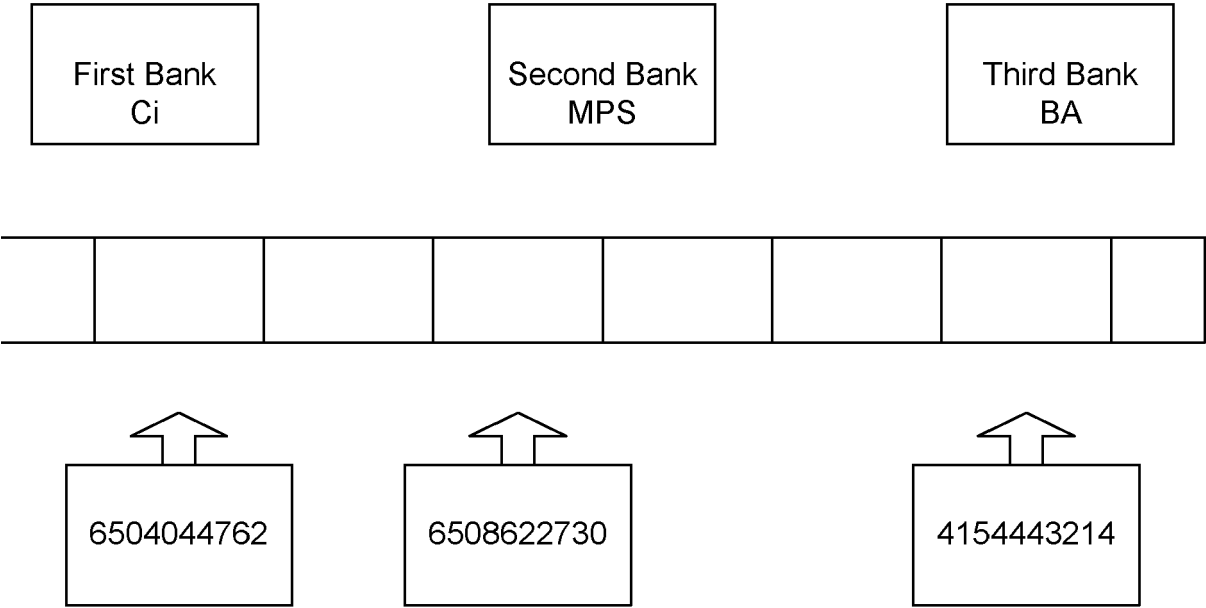 First Bank
Ci
Second Bank
MPS
Third Bank
BA
6504044762
6508622730
4154443214